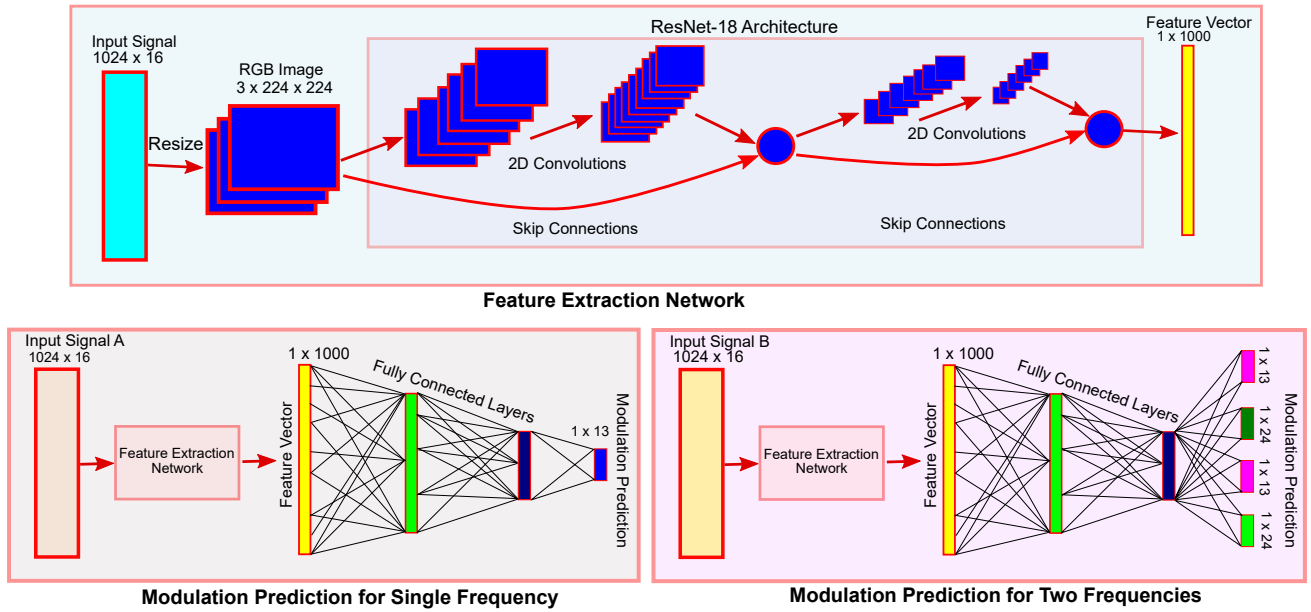 ResNet-18 Architecture
Feature Vector
1 x 1000
Input Signal
1024 x 16
RGB Image
3 x 224 x 224
Resize
2D Convolutions
2D Convolutions
Skip Connections
Skip Connections
Feature Extraction Network
Input Signal A
1024 x 16
Feature Extraction
Network
1 x 1000
Feature Vector
Fully Connected Layers
1 x 13
Modulation Prediction
Modulation Prediction for Single Frequency
Input Signal B
1024 x 16
Feature Extraction
Network
1 x 1000
Feature Vector
Fully Connected Layers
1 x 13
1 x 24
1 x 13
1 x 24
Modulation Prediction
Modulation Prediction for Two Frequencies